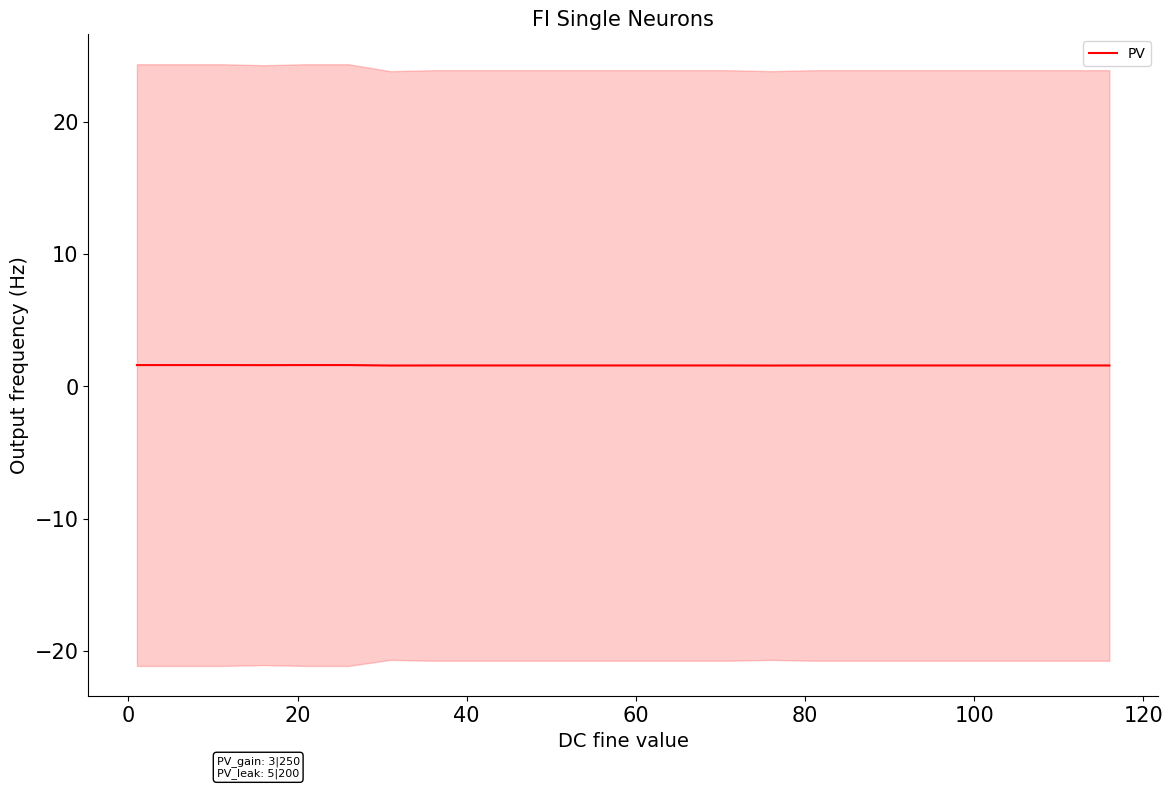 FI Single Neurons
PV
Output frequency (Hz)
20
10
0
−10
−20
0 20 40 60 80 100 120
DC fine value
PV_gain: 3|250
PV_leak: 5|200